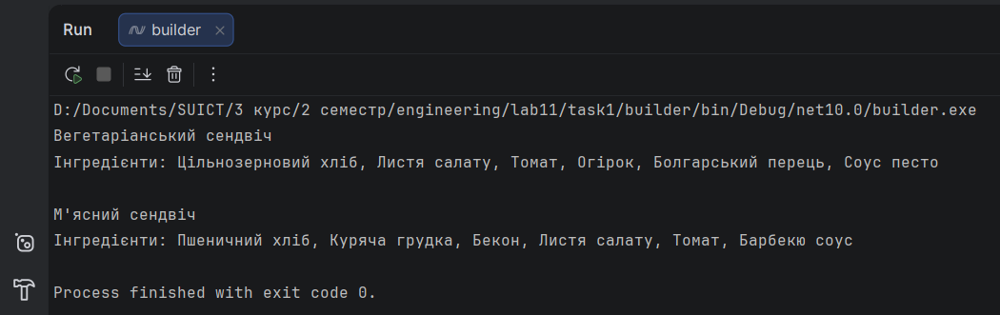 Run
builder
D:/Documents/SUICT/3 курс/2 семестр/engineering/lab11/task1/builder/bin/Debug/net10.0/builder.exe
Вегетаріанський сендвіч
Інгредієнти: Цільнозерновий хліб, Листя салату, Томат, Огірок, Болгарський перець, Соус песто
М'ясний сендвіч
Інгредієнти: Пшеничний хліб, Куряча грудка, Бекон, Листя салату, Томат, Барбекю соус
Process finished with exit code 0.